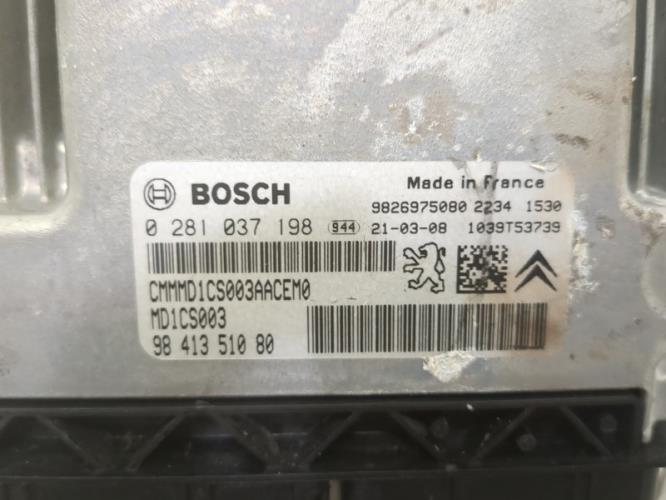 BOSCH
Made in France
9826975080 2234 1530
0 281 037 198 944 21-03-08 1039T53739
CMMMD1CS003AACEM0
MD1CS003
98 413 510 80